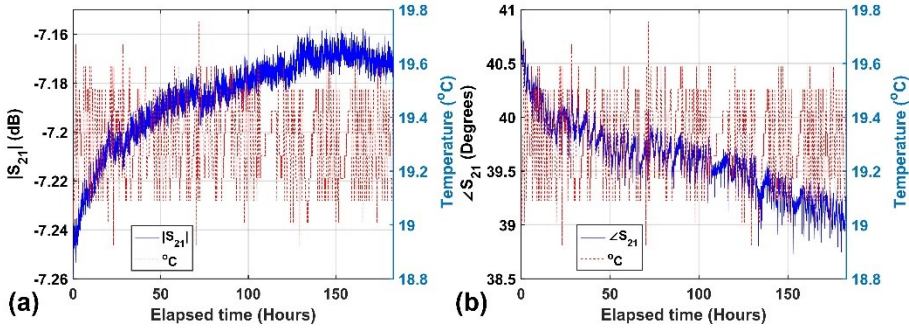 -7.16
-7.18
-7.2
-7.22
-7.24
-7.26
|S21| (dB)
19.8
19.6
19.4
19.2
19
18.8
Temperature (°C)
|S21|
°C
0
50
100
150
Elapsed time (Hours)
(a)
41
40.5
40
39.5
39
38.5
∠S21 (Degrees)
19.8
19.6
19.4
19.2
19
18.8
Temperature (°C)
∠S21
°C
0
50
100
150
Elapsed time (Hours)
(b)